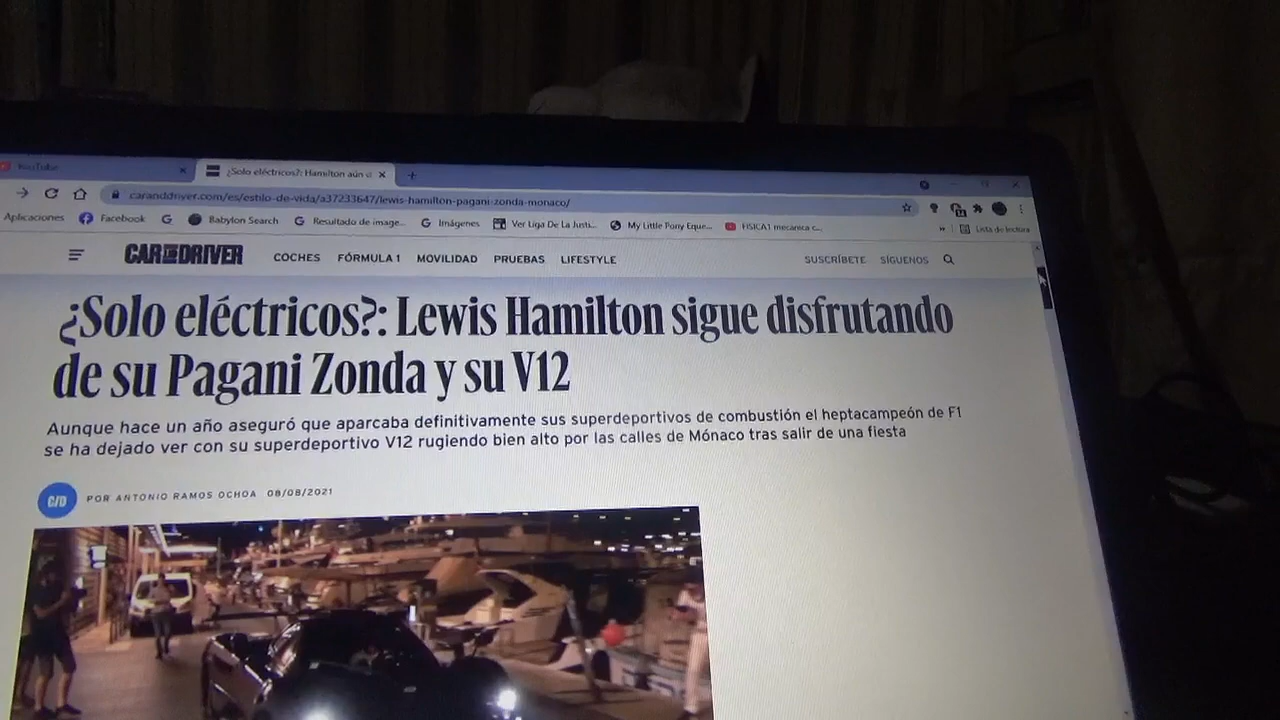 YouTube
¿Solo eléctricos?: Hamilton aún d
caranddriver.com/es/estilo-de-vida/a37233647/lewis-hamilton-pagani-zonda-monaco/
Aplicaciones Facebook Babylon Search Resultado de image... Imágenes Ver Liga De La Justi... My Little Pony Eque... FISICA1 mecanica c... » Lista de lectura
CAR AND DRIVER COCHES FÓRMULA 1 MOVILIDAD PRUEBAS LIFESTYLE SUSCRÍBETE SÍGUENOS
¿Solo eléctricos?: Lewis Hamilton sigue disfrutando
de su Pagani Zonda y su V12
Aunque hace un año aseguró que aparcaba definitivamente sus superdeportivos de combustión el heptacampeón de F1
se ha dejado ver con su superdeportivo V12 rugiendo bien alto por las calles de Mónaco tras salir de una fiesta
C/D POR ANTONIO RAMOS OCHOA 08/08/2021